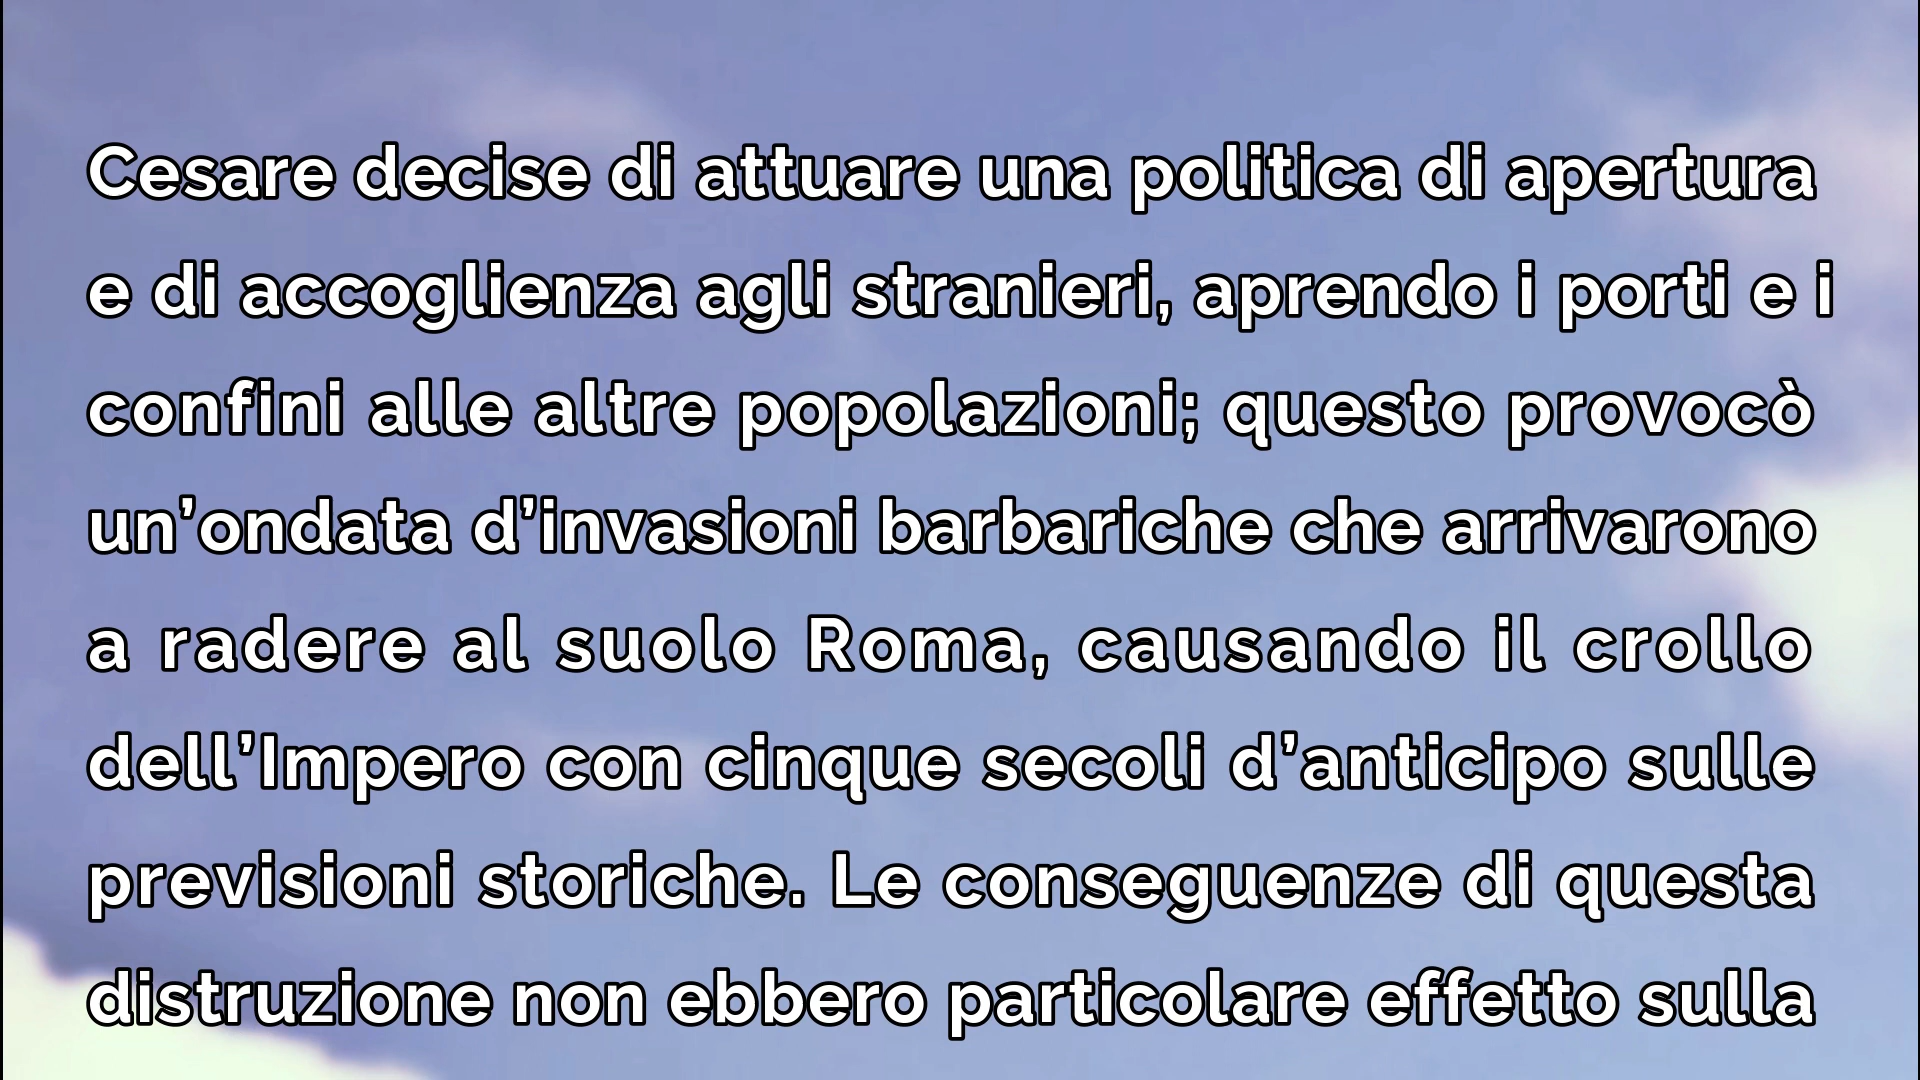 Cesare decise di attuare una politica di apertura
e di accoglienza agli stranieri, aprendo i porti e i
confini alle altre popolazioni; questo provocò
un’ondata d’invasioni barbariche che arrivarono
a radere al suolo Roma, causando il crollo
dell’Impero con cinque secoli d’anticipo sulle
previsioni storiche. Le conseguenze di questa
distruzione non ebbero particolare effetto sulla